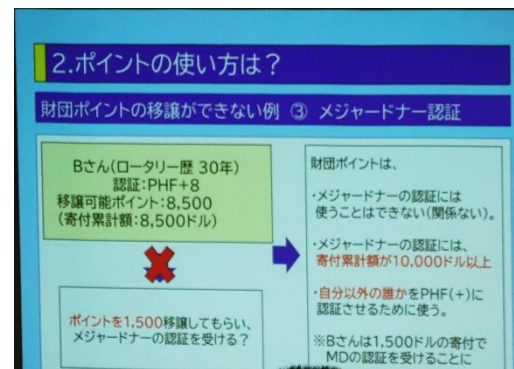 2.ポイントの使い方は?
財団ポイントの移譲ができない例 ③ メジャードナー認証
Bさん(ロータリー歴 30年)
認証:PHF+8
移譲可能ポイント:8,500
(寄付累計額:8,500ドル)
ポイントを1,500移譲してもらい、
メジャードナーの認証を受ける?
財団ポイントは、
・メジャードナーの認証には
使うことはできない(関係ない)。
・メジャードナーの認証には、
寄付累計額が10,000ドル以上
・自分以外の誰かをPHF(+)に
認証させるために使う。
※Bさんは1,500ドルの寄付で
MDの認証を受けることに